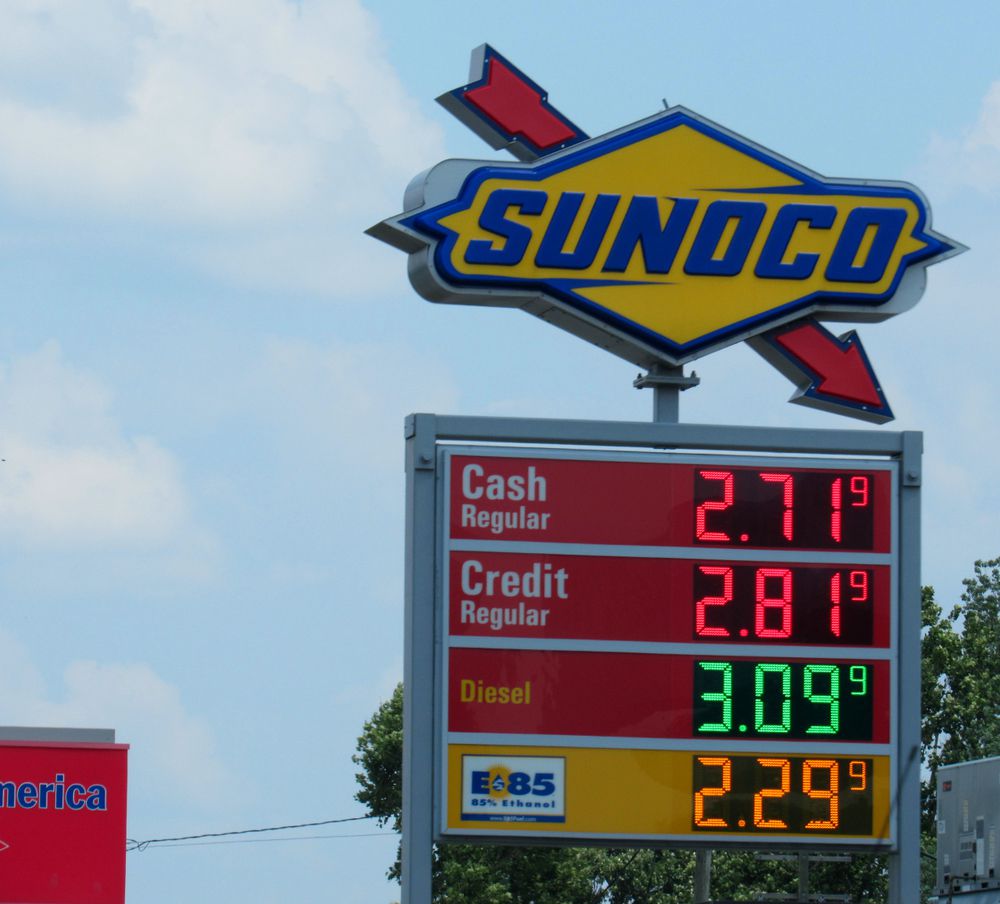 SUNOCO
Cash
Regular
2.71 9
Credit
Regular
2.81 9
Diesel
3.09 9
E85
85% Ethanol
2.29 9
merica